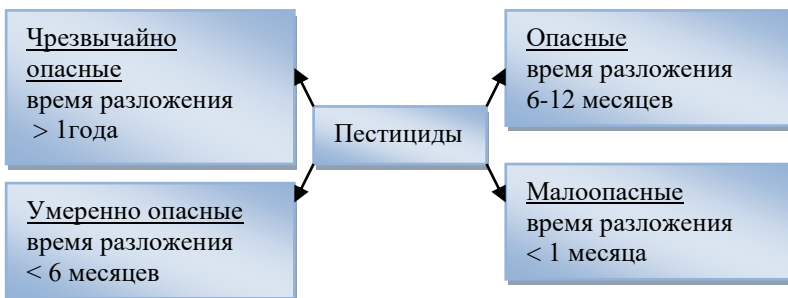 Чрезвычайно
опасные
время разложения
> 1года
Опасные
время разложения
6-12 месяцев
Пестициды
Умеренно опасные
время разложения
< 6 месяцев
Малоопасные
время разложения
< 1 месяца